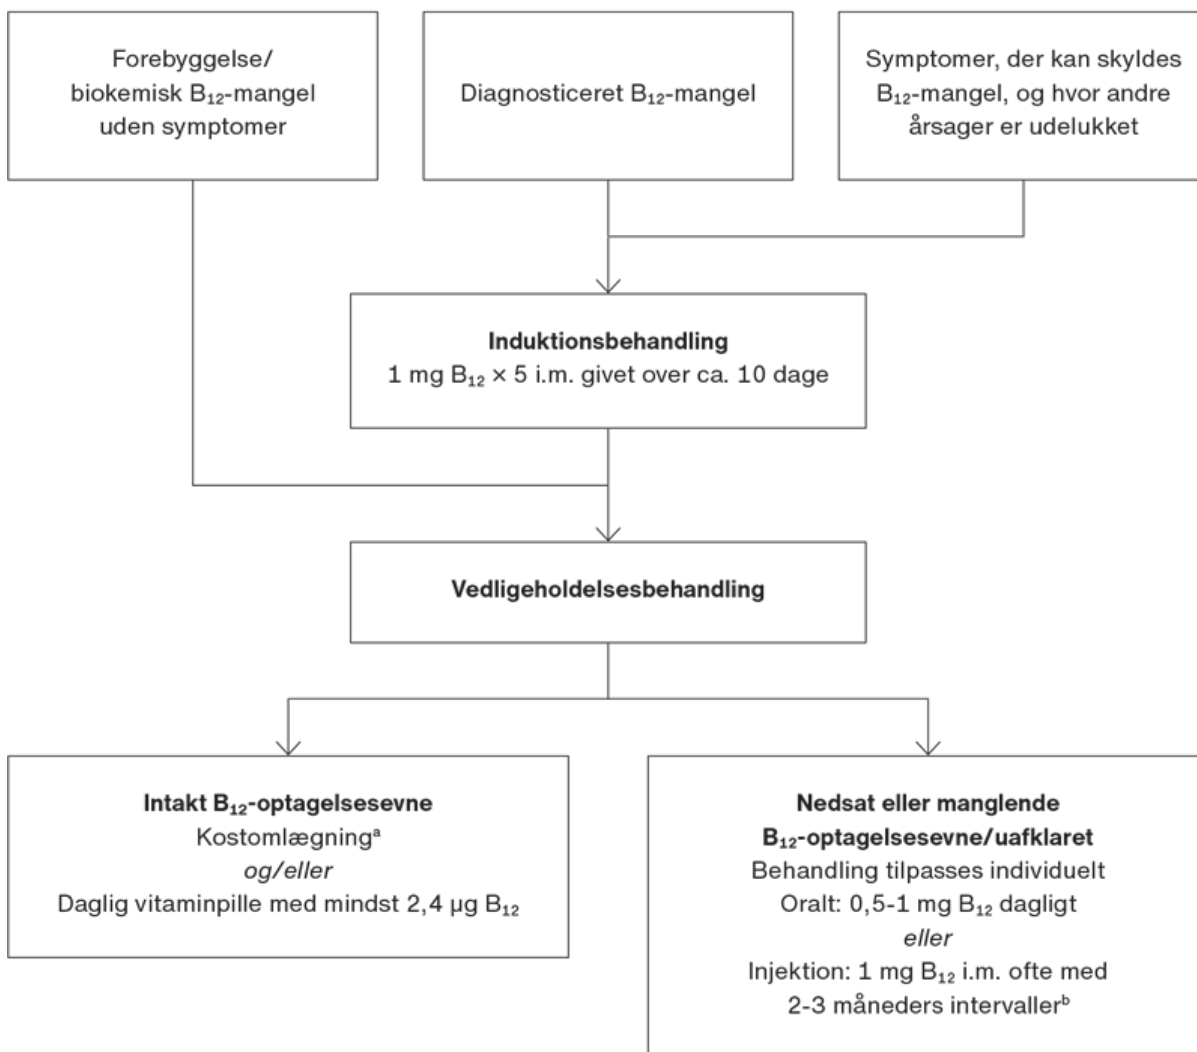 Forebyggelse/
biokemisk B₁₂-mangel
uden symptomer
Diagnosticeret B₁₂-mangel
Symptomer, der kan skyldes
B₁₂-mangel, og hvor andre
årsager er udelukket
Induktionsbehandling
1 mg B₁₂ × 5 i.m. givet over ca. 10 dage
Vedligeholdelsesbehandling
Intakt B₁₂-optagelsesevne
Kostomlægningᵃ
og/eller
Daglig vitaminpille med mindst 2,4 µg B₁₂
Nedsat eller manglende
B₁₂-optagelsesevne/uafklaret
Behandling tilpasses individuelt
Oralt: 0,5-1 mg B₁₂ dagligt
eller
Injektion: 1 mg B₁₂ i.m. ofte med
2-3 måneders intervallerᵇ